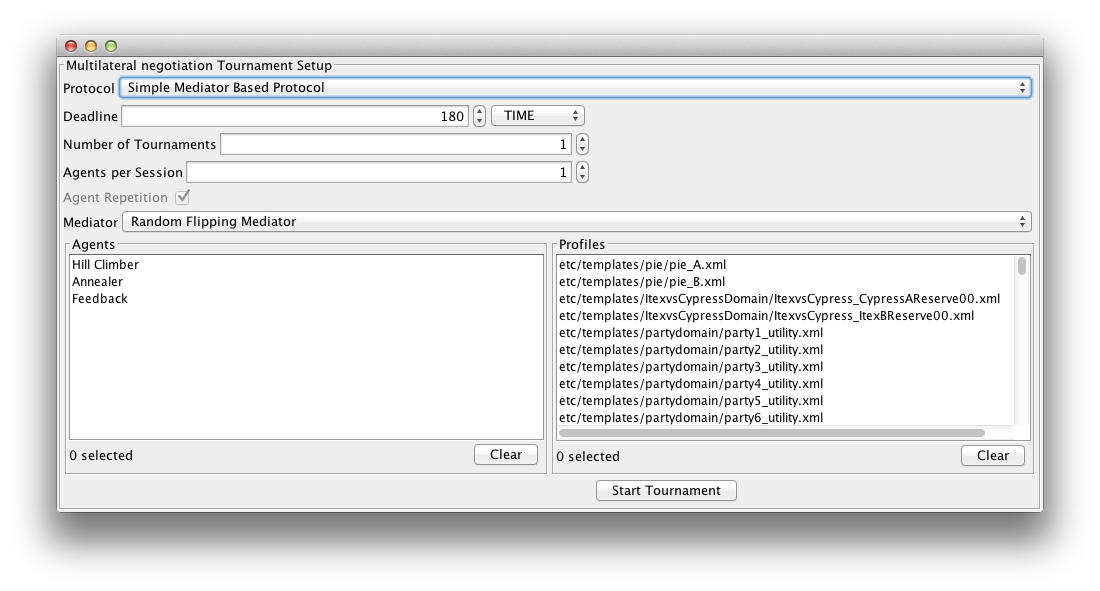 Multilateral negotiation Tournament Setup
Protocol Simple Mediator Based Protocol
Deadline 180 TIME
Number of Tournaments 1
Agents per Session 1
Agent Repetition
Mediator Random Flipping Mediator
Agents
Hill Climber
Annealer
Feedback
0 selected Clear
Profiles
etc/templates/pie/pie_A.xml
etc/templates/pie/pie_B.xml
etc/templates/ItexvsCypressDomain/ItexvsCypress_CypressAReserve00.xml
etc/templates/ItexvsCypressDomain/ItexvsCypress_ItexBReserve00.xml
etc/templates/partydomain/party1_utility.xml
etc/templates/partydomain/party2_utility.xml
etc/templates/partydomain/party3_utility.xml
etc/templates/partydomain/party4_utility.xml
etc/templates/partydomain/party5_utility.xml
etc/templates/partydomain/party6_utility.xml
0 selected Clear
Start Tournament